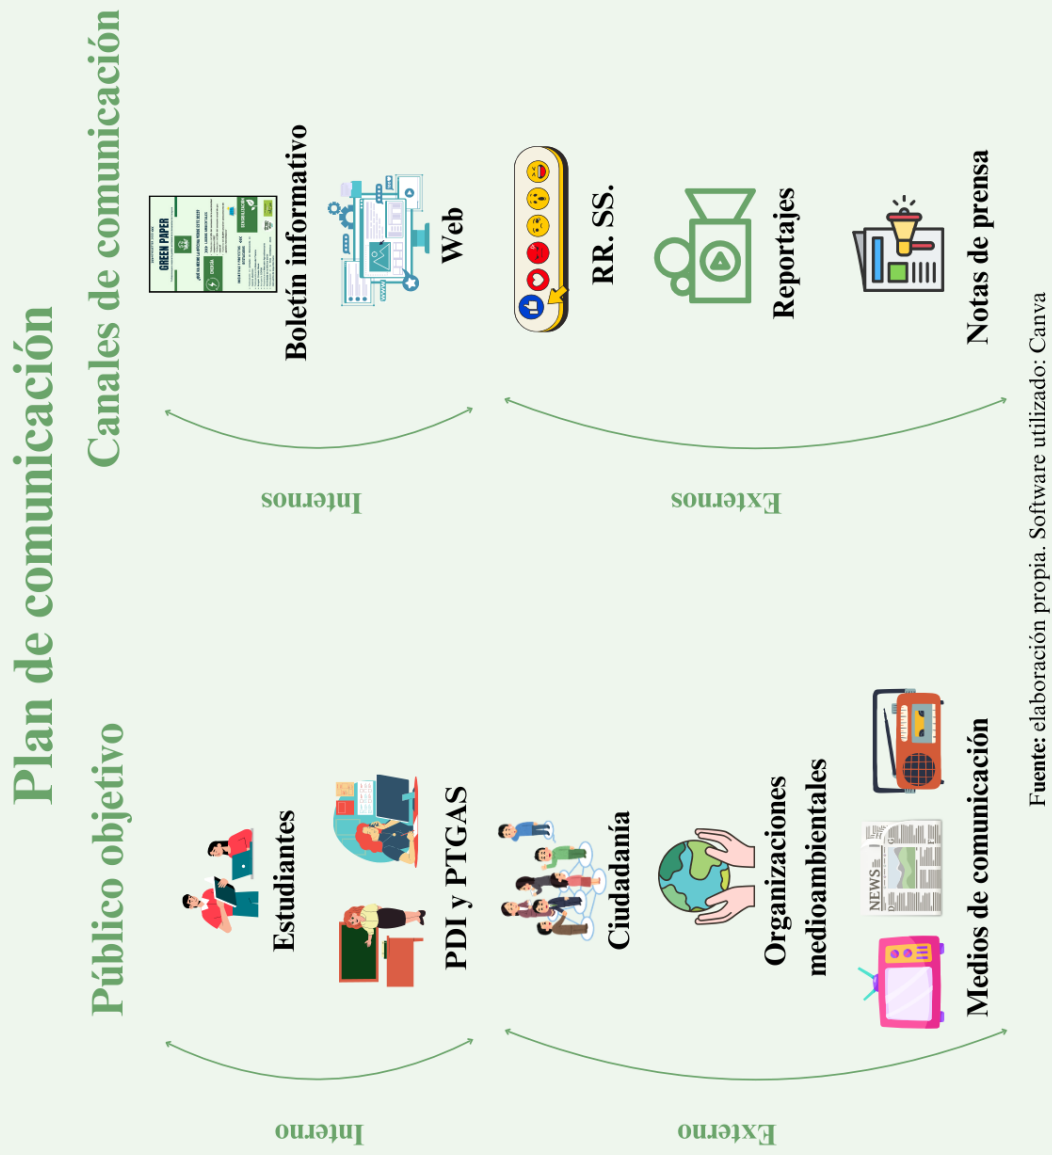 Plan de comunicación
Público objetivo
Canales de comunicación
Interno
Estudiantes
PDI y PTGAS
Externo
Ciudadanía
Organizaciones
medioambientales
NEWS
Medios de comunicación
Internos
GREEN PAPER
Boletín informativo
Web
Externos
RR. SS.
Reportajes
Notas de prensa
Fuente: elaboración propia. Software utilizado: Canva